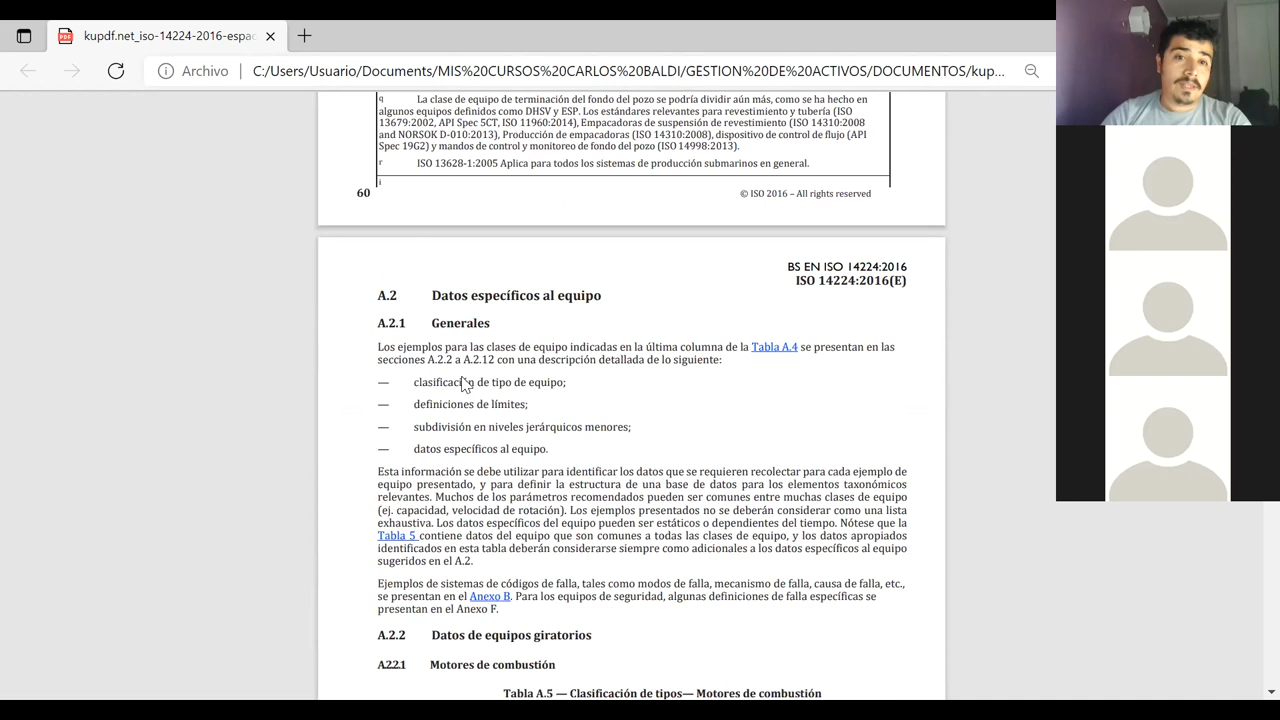 kupdf.net_iso-14224-2016-espac
Archivo
C:/Users/Usuario/Documents/MIS%20CURSOS%20CARLOS%20BALDI/GESTION%20DE%20ACTIVOS/DOCUMENTOS/kup...
q La clase de equipo de terminación del fondo del pozo se podría dividir aún más, como se ha hecho en
algunos equipos definidos como DHSV y ESP. Los estándares relevantes para revestimiento y tubería (ISO
13679:2002, API Spec 5CT, ISO 11960:2014), Empacadoras de suspensión de revestimiento (ISO 14310:2008
and NORSOK D-010:2013), Producción de empacadoras (ISO 14310:2008), dispositivo de control de flujo (API
Spec 19G2) y mandos de control y monitoreo de fondo del pozo (ISO 14998:2013).
r ISO 13628-1:2005 Aplica para todos los sistemas de producción submarinos en general.
i
60 © ISO 2016 – All rights reserved
BS EN ISO 14224:2016
ISO 14224:2016(E)
A.2 Datos específicos al equipo
A.2.1 Generales
Los ejemplos para las clases de equipo indicadas en la última columna de la Tabla A.4 se presentan en las
secciones A.2.2 a A.2.12 con una descripción detallada de lo siguiente:
— clasificación de tipo de equipo;
— definiciones de límites;
— subdivisión en niveles jerárquicos menores;
— datos específicos al equipo.
Esta información se debe utilizar para identificar los datos que se requieren recolectar para cada ejemplo de
equipo presentado, y para definir la estructura de una base de datos para los elementos taxonómicos
relevantes. Muchos de los parámetros recomendados pueden ser comunes entre muchas clases de equipo
(ej. capacidad, velocidad de rotación). Los ejemplos presentados no se deberán considerar como una lista
exhaustiva. Los datos específicos del equipo pueden ser estáticos o dependientes del tiempo. Nótese que la
Tabla 5 contiene datos del equipo que son comunes a todas las clases de equipo, y los datos apropiados
identificados en esta tabla deberán considerarse siempre como adicionales a los datos específicos al equipo
sugeridos en el A.2.
Ejemplos de sistemas de códigos de falla, tales como modos de falla, mecanismo de falla, causa de falla, etc.,
se presentan en el Anexo B. Para los equipos de seguridad, algunas definiciones de falla específicas se
presentan en el Anexo F.
A.2.2 Datos de equipos giratorios
A.2.2.1 Motores de combustión
Tabla A.5 — Clasificación de tipos— Motores de combustión